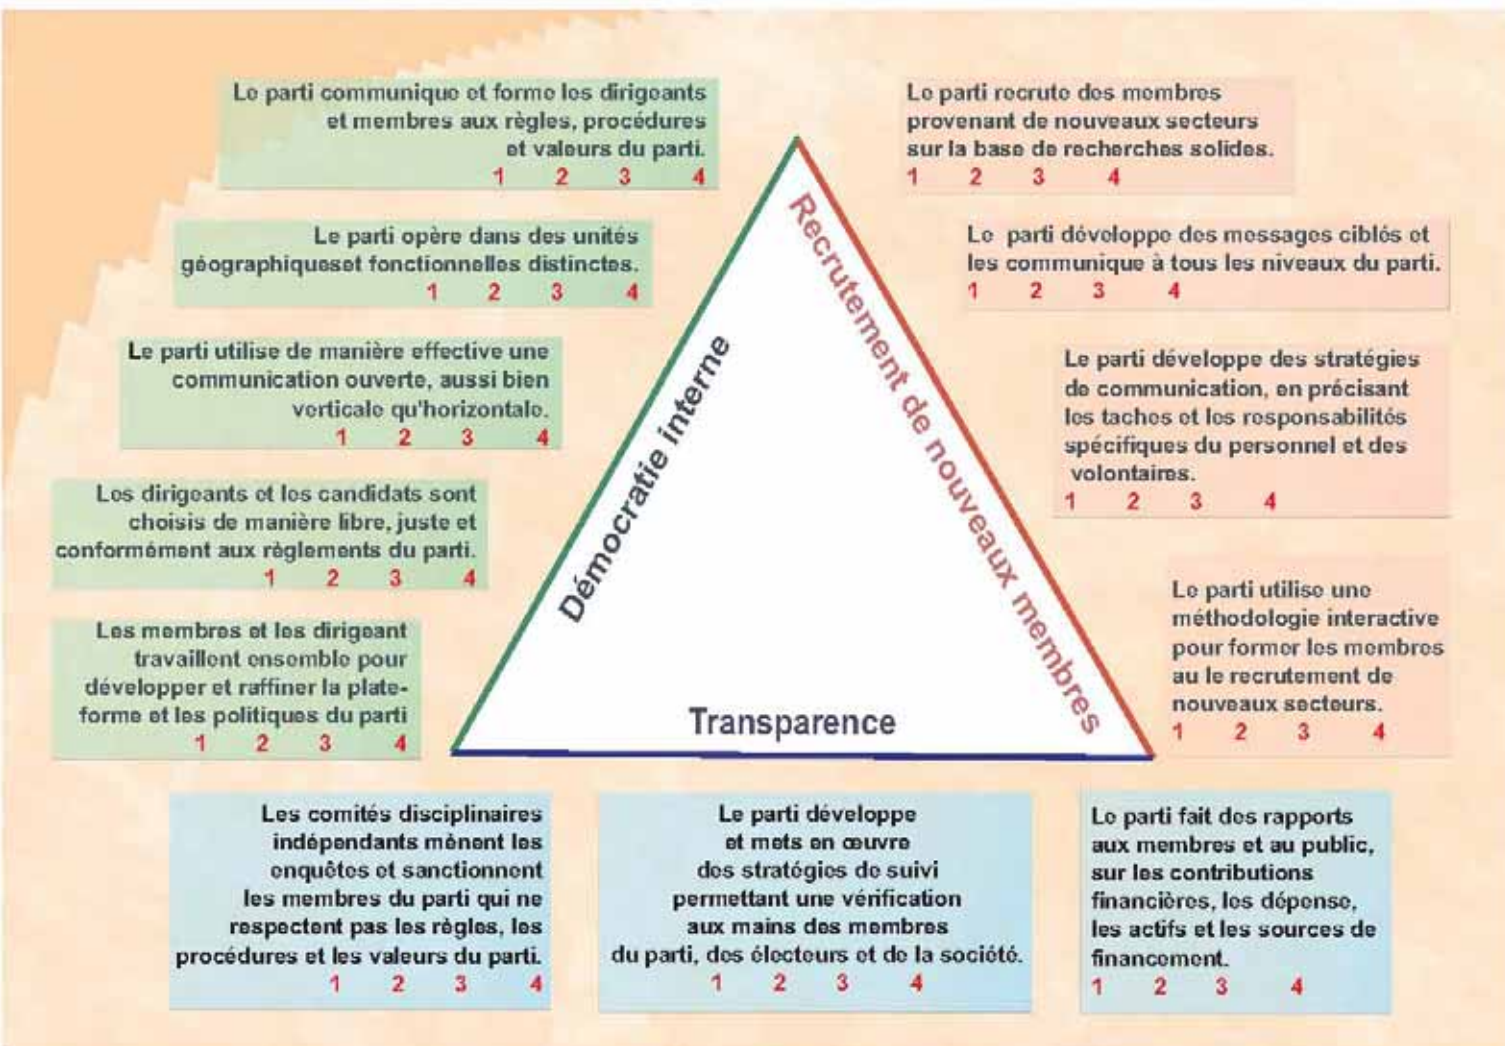 Le parti communique et forme les dirigeants
et membres aux règles, procédures
et valeurs du parti.
1 2 3 4
Le parti opère dans des unités
géographiqueset fonctionnelles distinctes.
1 2 3 4
Le parti utilise de manière effective une
communication ouverte, aussi bien
verticale qu'horizontale.
1 2 3 4
Les dirigeants et les candidats sont
choisis de manière libre, juste et
conformément aux règlements du parti.
1 2 3 4
Les membres et les dirigeant
travaillent ensemble pour
développer et raffiner la plate-
forme et les politiques du parti
1 2 3 4
Démocratie interne
Recrutement de nouveaux membres
Transparence
Le parti recrute des membres
provenant de nouveaux secteurs
sur la base de recherches solides.
1 2 3 4
Le parti développe des messages ciblés et
les communique à tous les niveaux du parti.
1 2 3 4
Le parti développe des stratégies
de communication, en précisant
les taches et les responsabilités
spécifiques du personnel et des
volontaires.
1 2 3 4
Le parti utilise une
méthodologie interactive
pour former les membres
au le recrutement de
nouveaux secteurs.
1 2 3 4
Les comités disciplinaires
indépendants mènent les
enquêtes et sanctionnent
les membres du parti qui ne
respectent pas les règles, les
procédures et les valeurs du parti.
1 2 3 4
Le parti développe
et mets en œuvre
des stratégies de suivi
permettant une vérification
aux mains des membres
du parti, des électeurs et de la société.
1 2 3 4
Le parti fait des rapports
aux membres et au public,
sur les contributions
financières, les dépense,
les actifs et les sources de
financement.
1 2 3 4